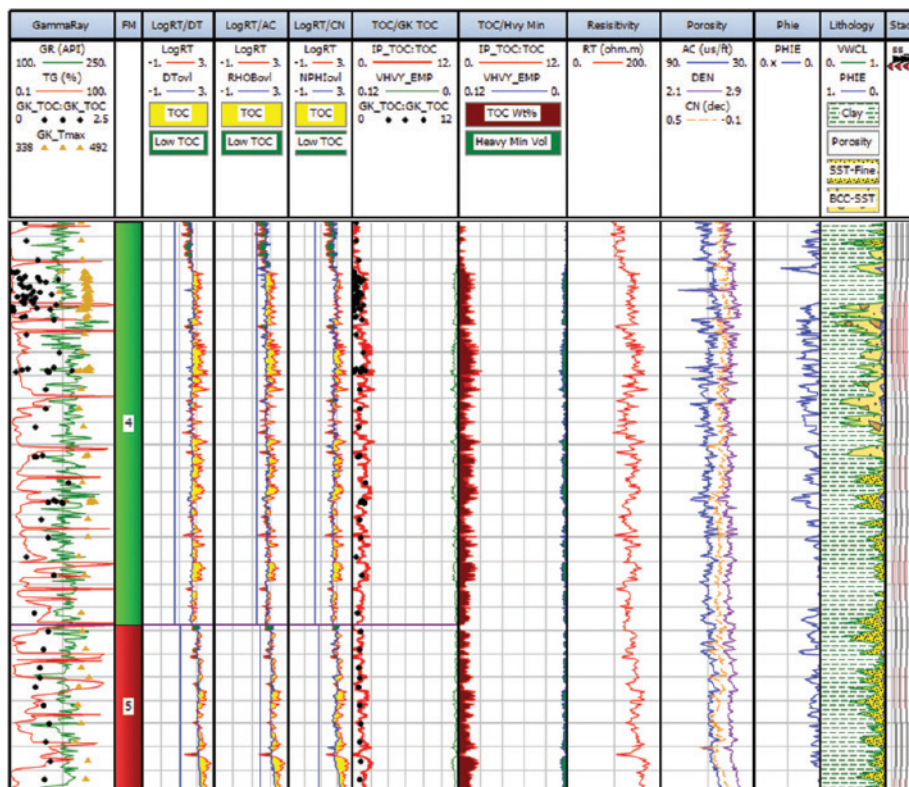 GammaRay FM LogRT/DT LogRT/AC LogRT/CN TOC/GK TOC TOC/Hvy Min Resisitivity Porosity Phie Lithology Stac
GR (API)
100. 250.
TG (%)
0.1 100.
GK_TOC:GK_TOC
0 2.5
GK_Tmax
338 492
LogRT
-1. 3.
DTovl
-1. 3.
TOC
Low TOC
LogRT
-1. 3.
RHOBovl
-1. 3.
TOC
Low TOC
LogRT
-1. 3.
NPHIovl
-1. 3.
TOC
Low TOC
IP_TOC:TOC
0. 12.
VHVY_EMP
0.12 0.
GK_TOC:GK_TOC
0 12
IP_TOC:TOC
0. 12.
VHVY_EMP
0.12 0.
TOC Wt%
Heavy Min Vol
RT (ohm.m)
0. 200.
AC (us/ft)
90. 30.
DEN
2.1 2.9
CN (dec)
0.5 -0.1
PHIE
0.x 0.
VWCL
0. 1.
PHIE
1. 0.
Clay
Porosity
SST-Fine
BCC-SST
ss
4
5